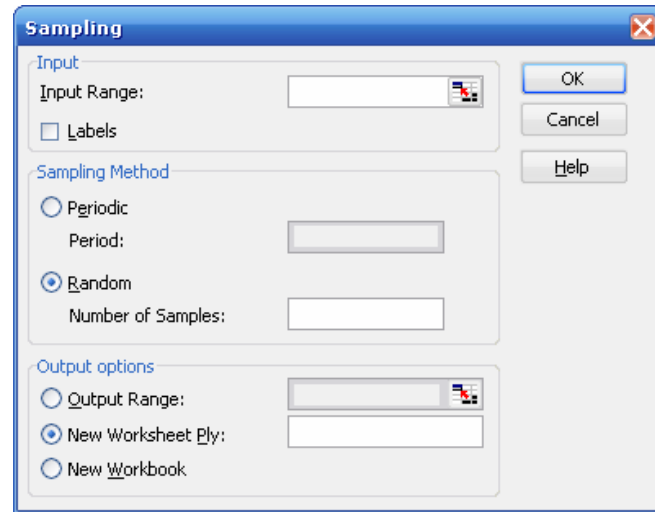 Sampling
Input
Input Range:
Labels
OK
Cancel
Help
Sampling Method
Periodic
Period:
Random
Number of Samples:
Output options
Output Range:
New Worksheet Ply:
New Workbook